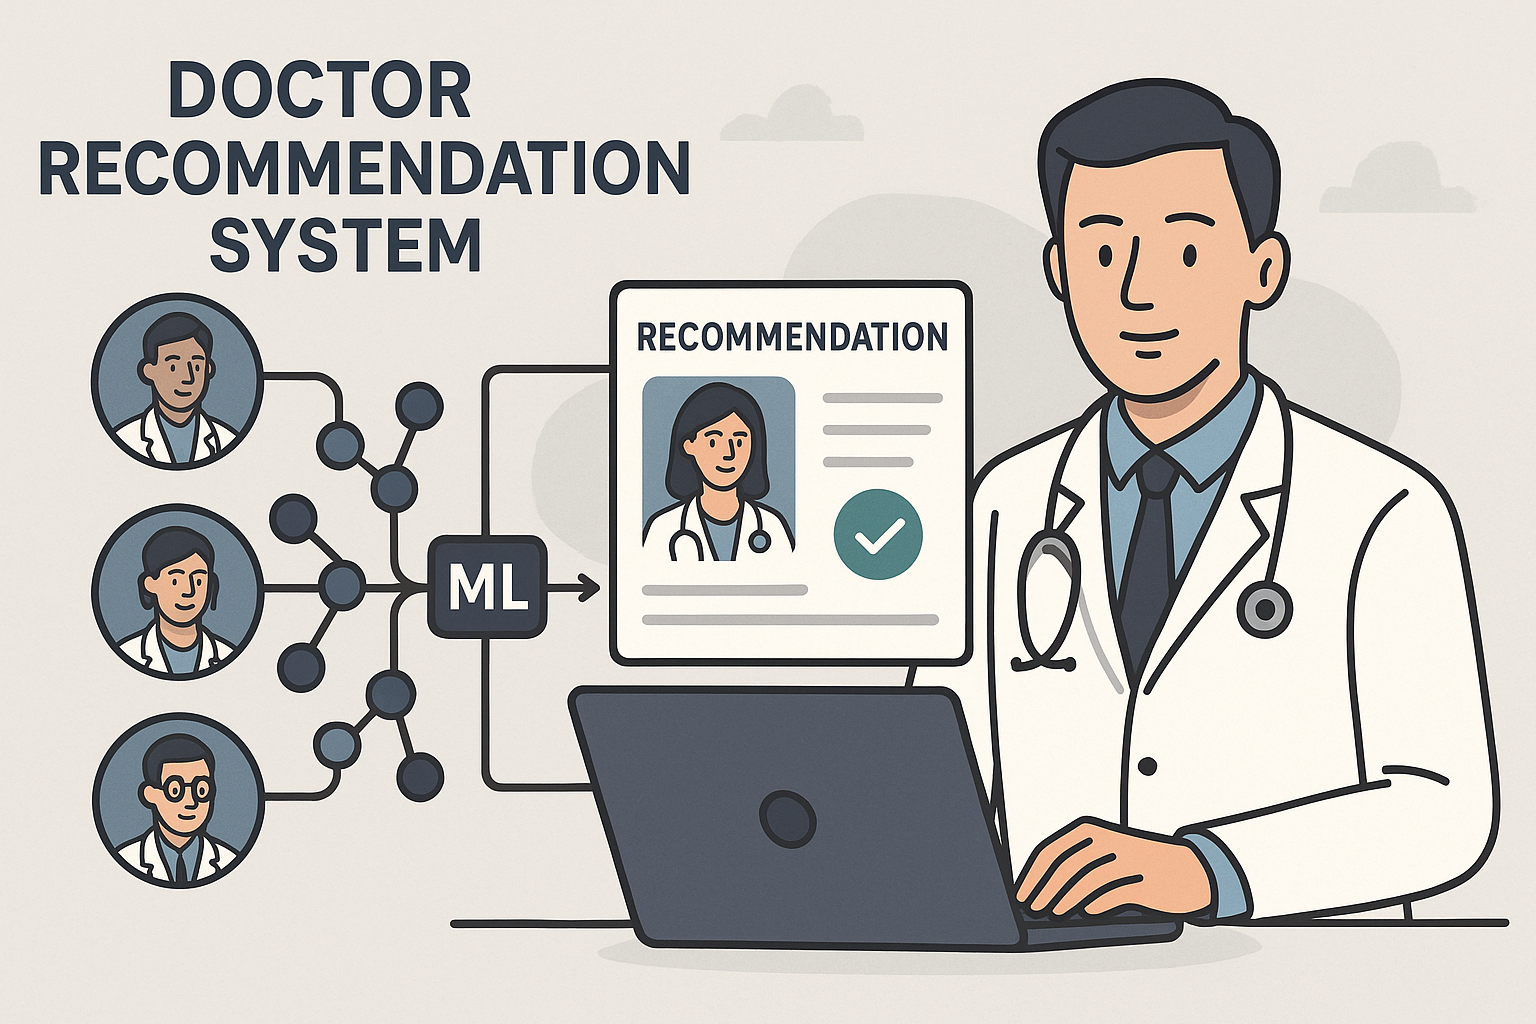 DOCTOR
RECOMMENDATION
SYSTEM
ML
RECOMMENDATION